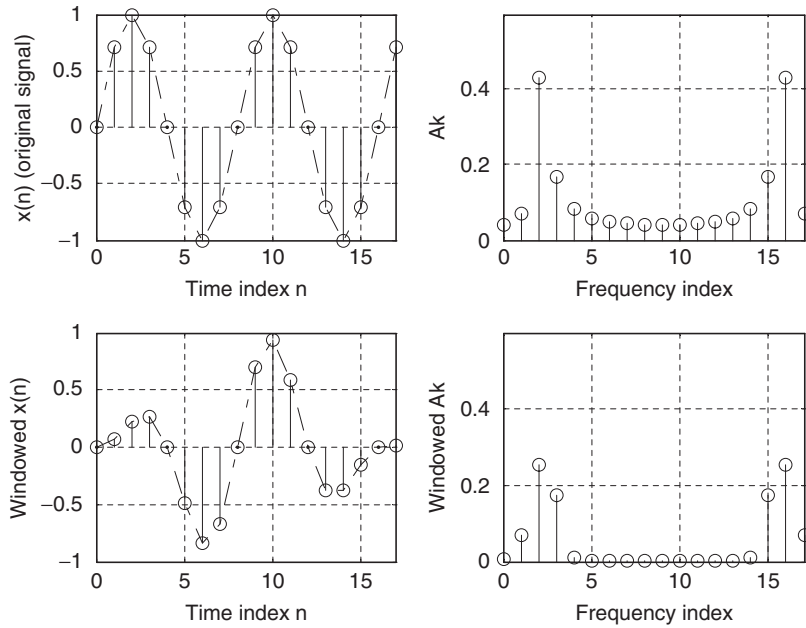 x(n) (original signal)
1
0.5
0
−0.5
−1
0 5 10 15
Time index n
Ak
0.4
0.2
0
0 5 10 15
Frequency index
Windowed x(n)
1
0.5
0
−0.5
−1
0 5 10 15
Time index n
Windowed Ak
0.4
0.2
0
0 5 10 15
Frequency index